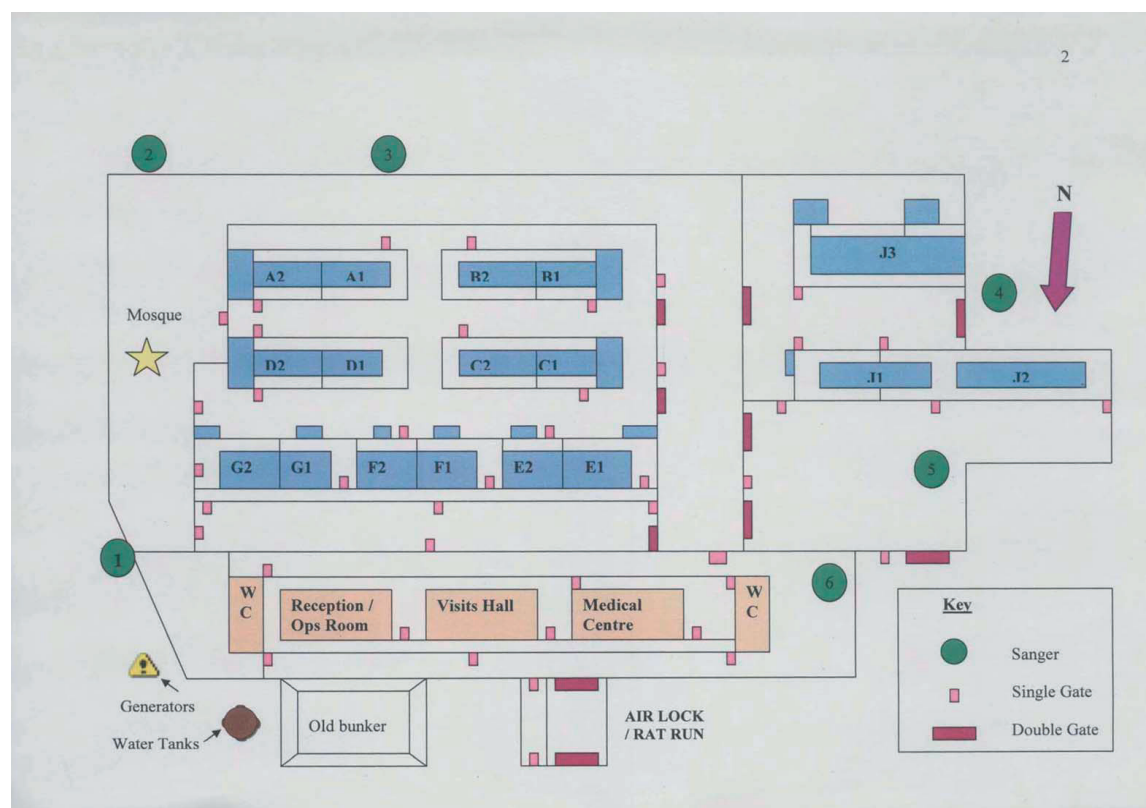 2
2
3
N
A2
A1
B2
B1
J3
4
Mosque
D2
D1
C2
C1
J1
J2
G2
G1
F2
F1
E2
E1
5
1
6
W
C
Reception /
Ops Room
Visits Hall
Medical
Centre
W
C
Key
Sanger
Single Gate
Double Gate
Generators
Water Tanks
Old bunker
AIR LOCK
/ RAT RUN